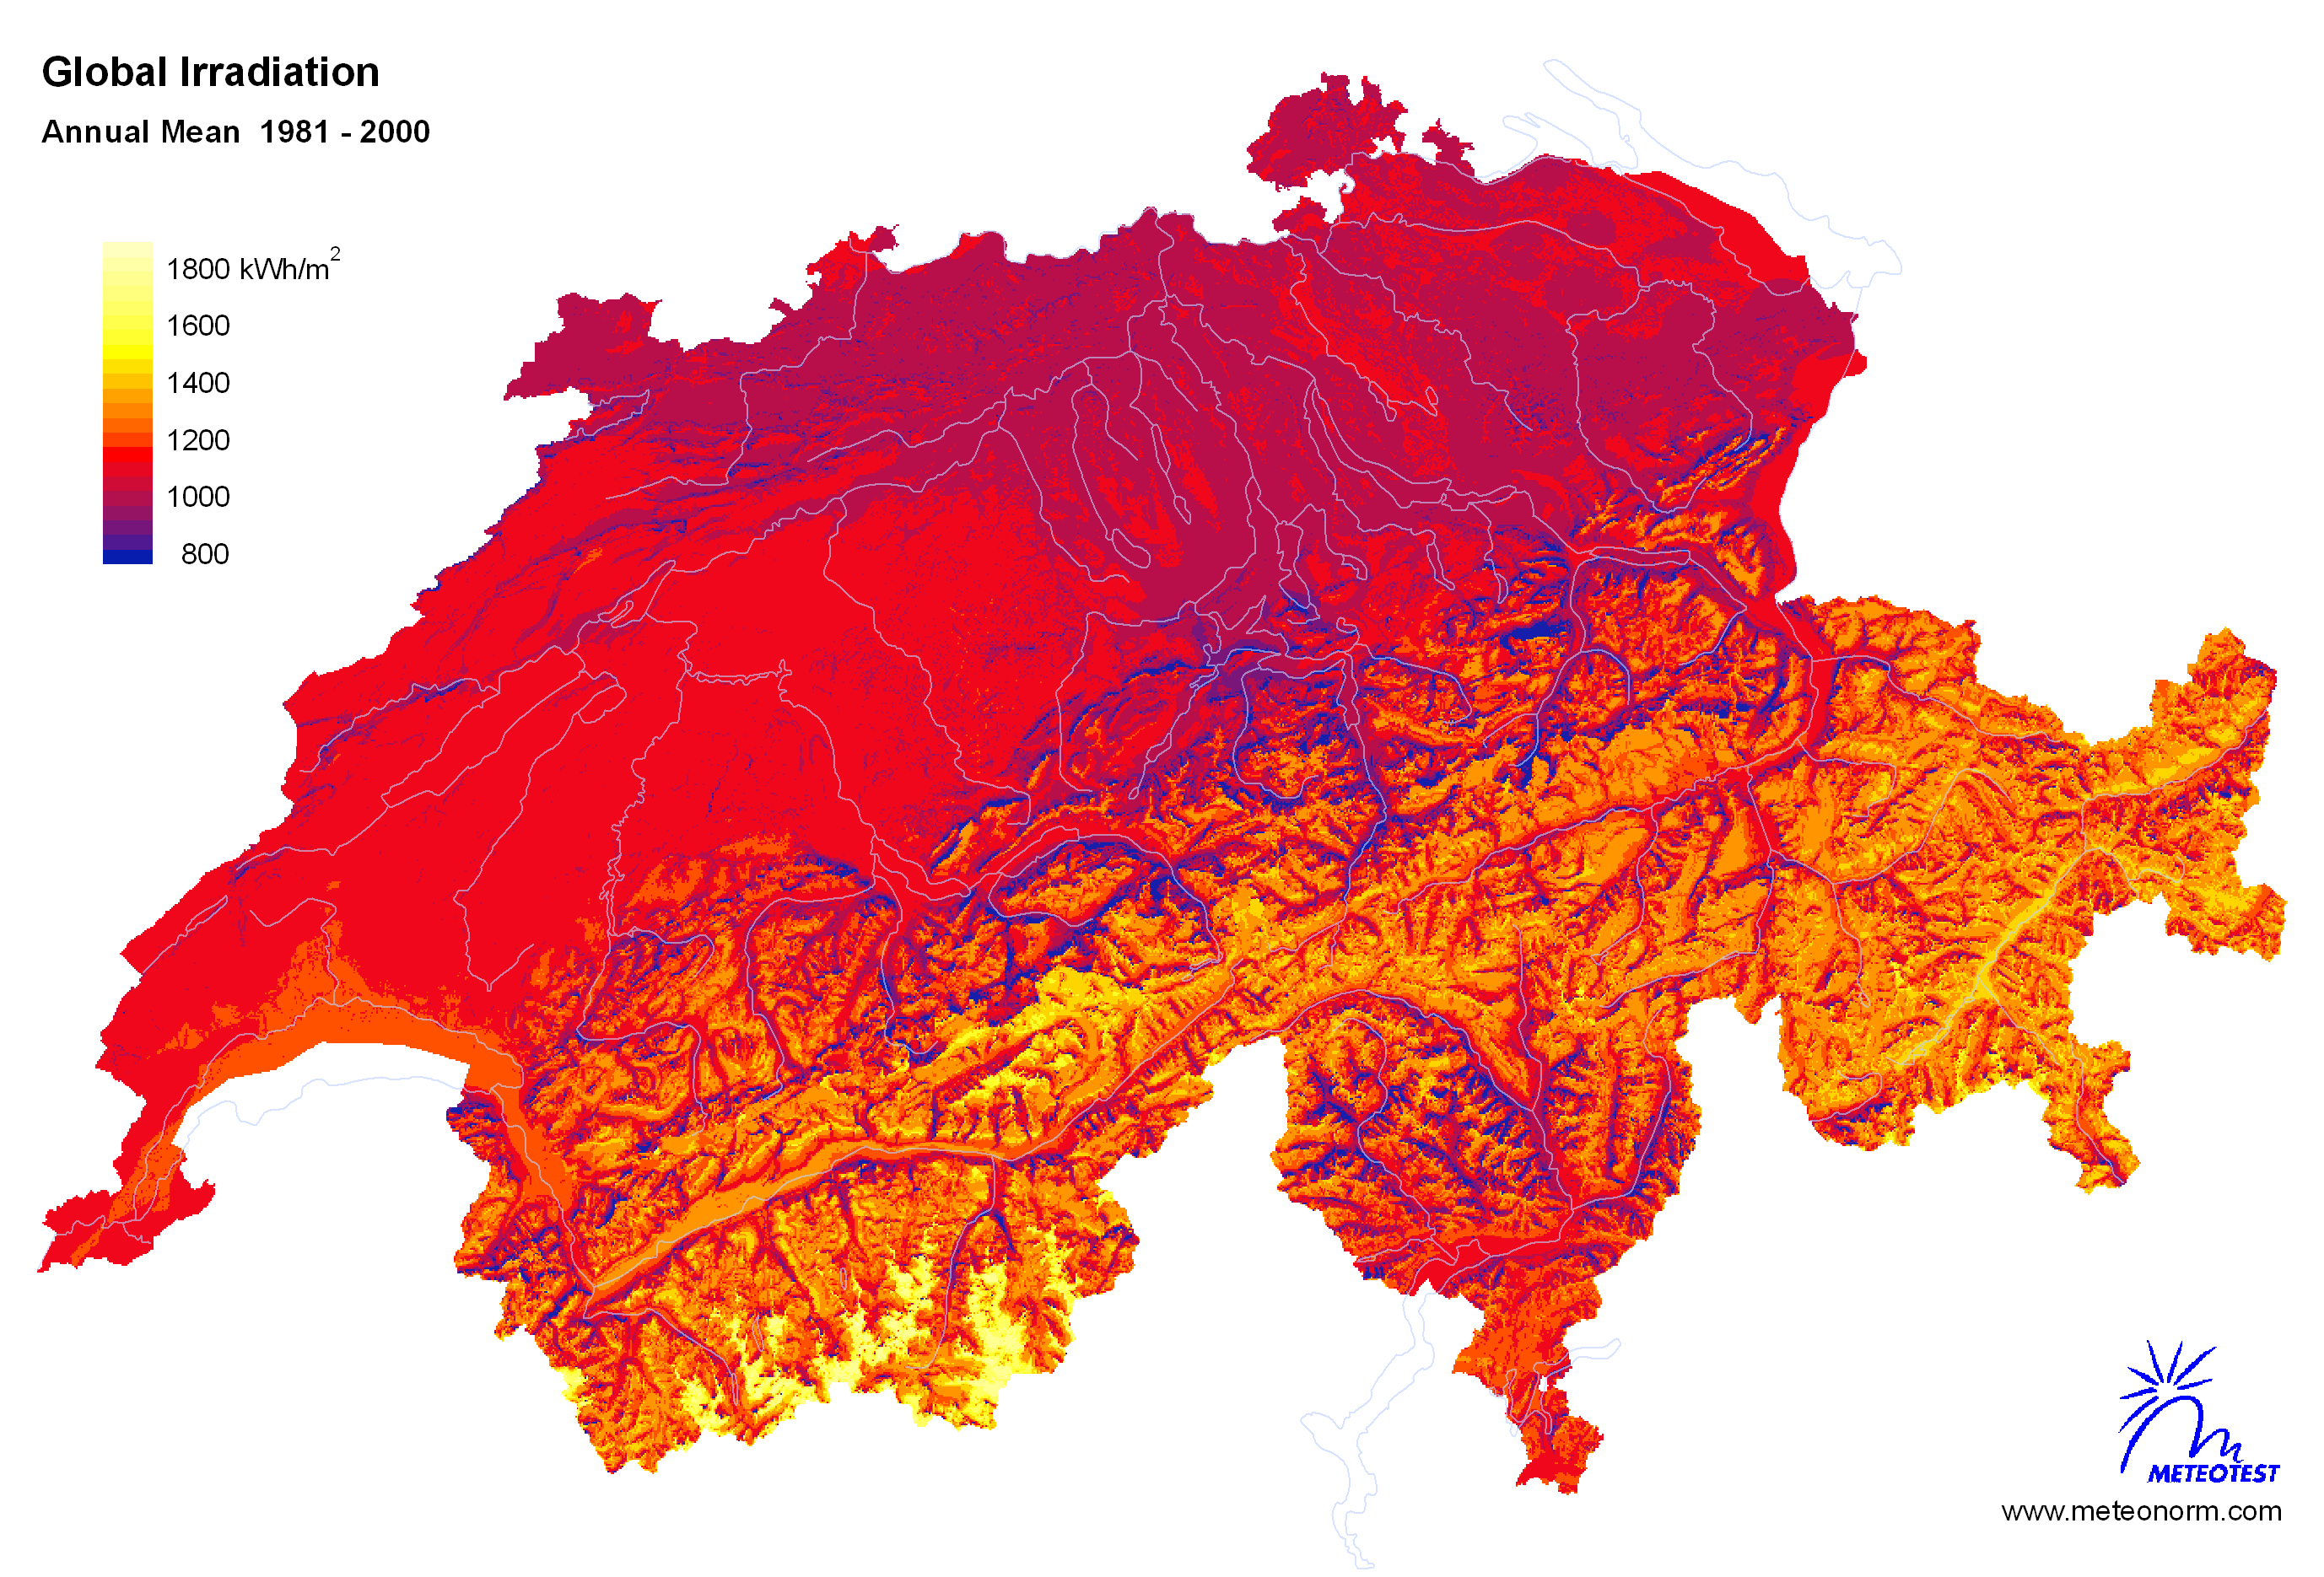 Global Irradiation
Annual Mean 1981 - 2000
1800 kWh/m²
1600
1400
1200
1000
800
METEOTEST
www.meteonorm.com